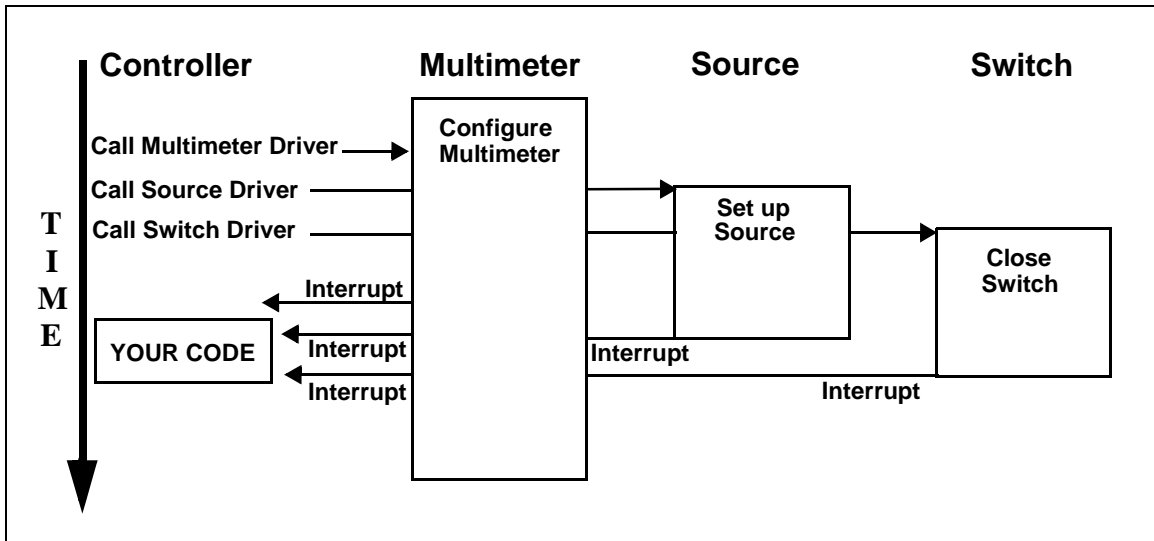 Controller
Multimeter
Source
Switch
Configure
Multimeter
Call Multimeter Driver
Call Source Driver
Call Switch Driver
Set up
Source
Close
Switch
T
I
M
E
Interrupt
YOUR CODE
Interrupt
Interrupt
Interrupt
Interrupt